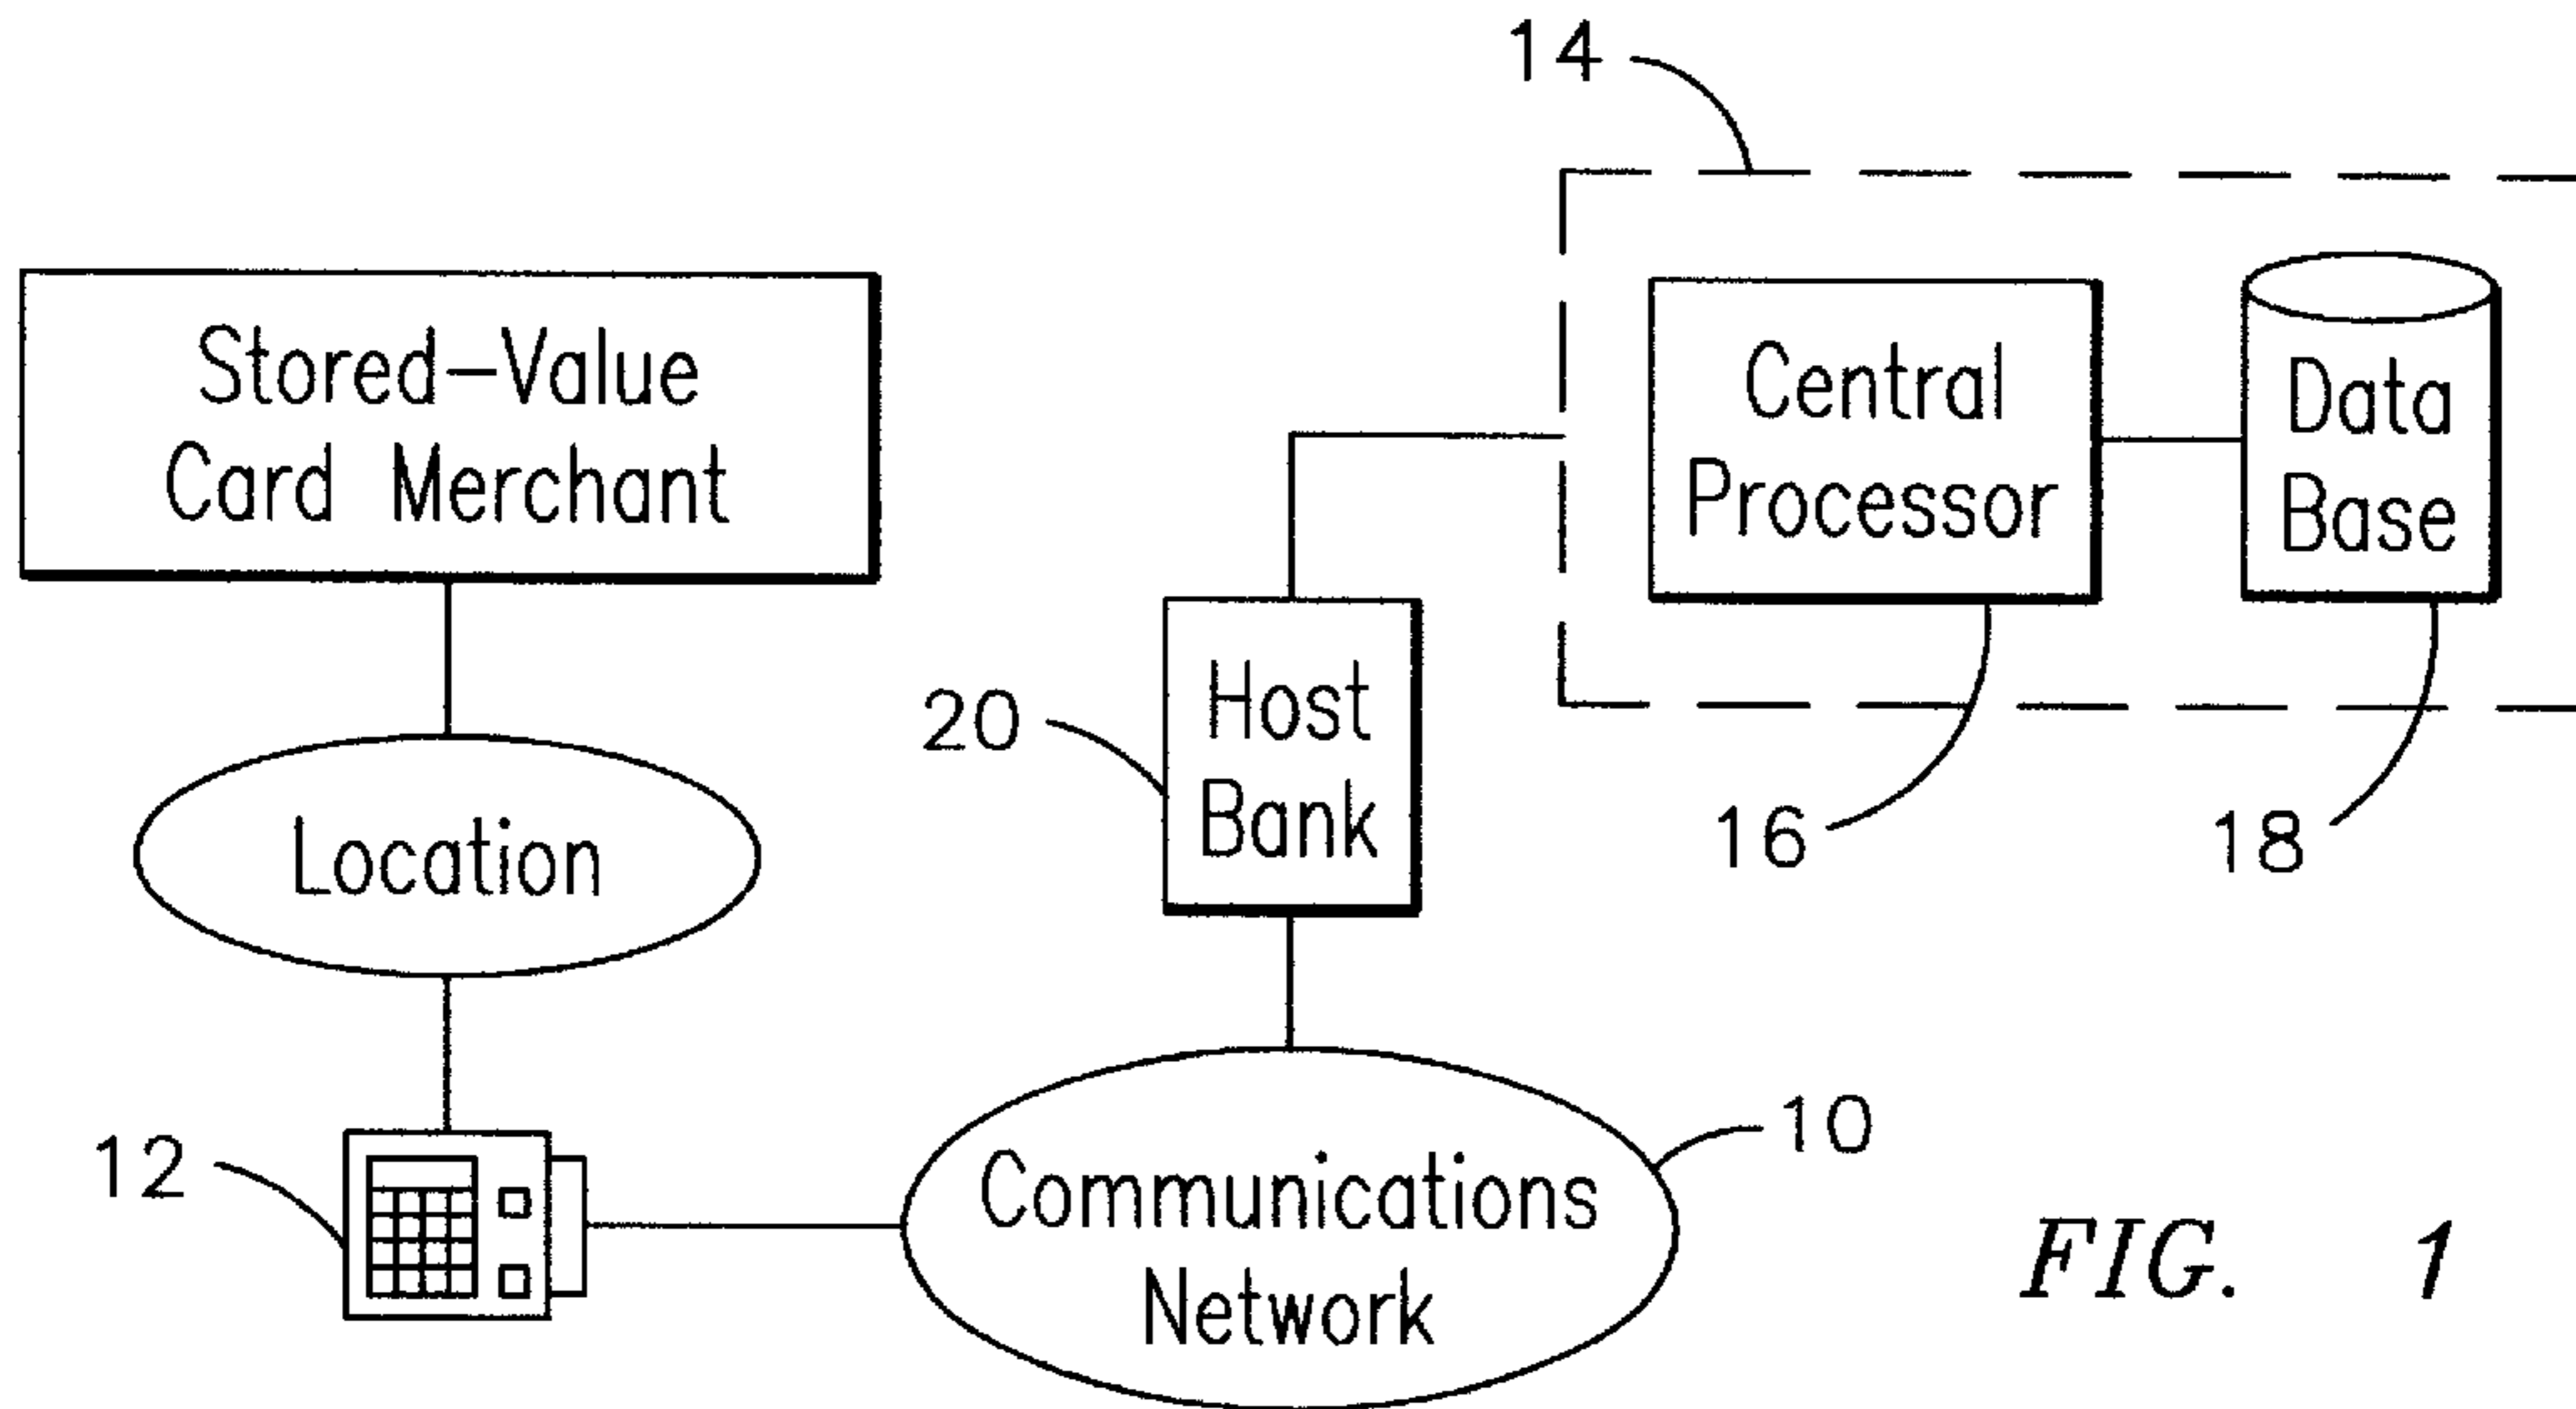 14
Stored-Value
Card Merchant
Central
Processor
Data
Base
20
Host
Bank
16
18
Location
12
Communications
Network
10
FIG. 1